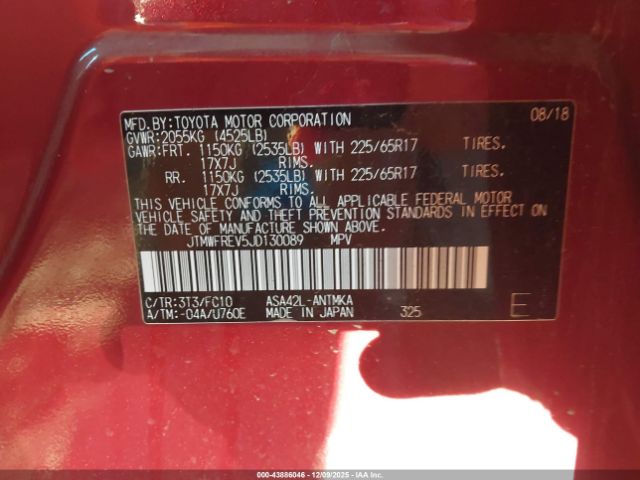 MFD.BY:TOYOTA MOTOR CORPORATION 08/18
GVWR:2055KG (4525LB)
GAWR:FRT. 1150KG (2535LB) WITH 225/65R17 TIRES.
17X7J RIMS.
RR. 1150KG (2535LB) WITH 225/65R17 TIRES.
17X7J RIMS.
THIS VEHICLE CONFORMS TO ALL APPLICABLE FEDERAL MOTOR
VEHICLE SAFETY AND THEFT PREVENTION STANDARDS IN EFFECT ON
THE DATE OF MANUFACTURE SHOWN ABOVE.
JTMWFREV5JD130089 MPV
C/TR:3T3/FC10 ASA42L-ANTMKA
A/TM:-04A/U760E MADE IN JAPAN 325 E
000-43886046 - 12/09/2025 - IAAI.COM